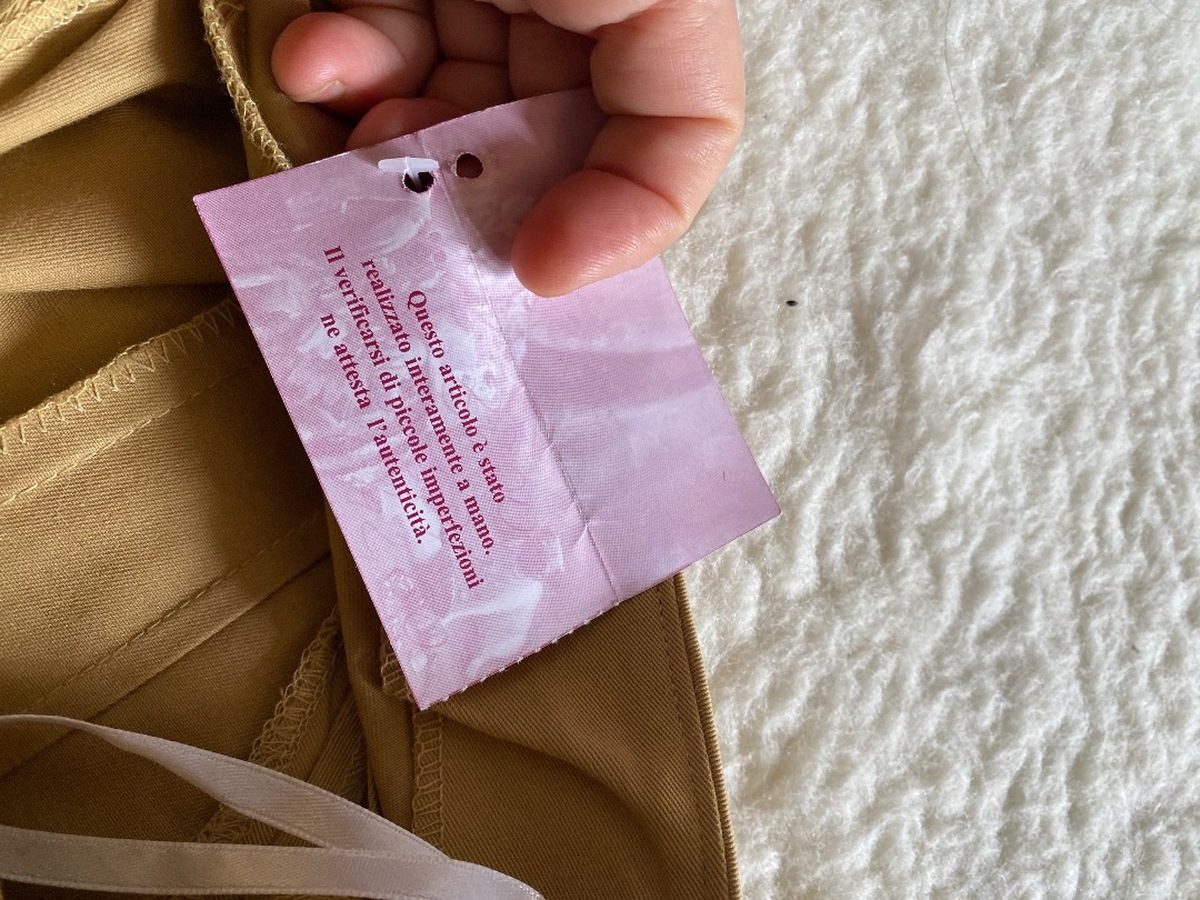 Questo articolo è stato
realizzato interamente a mano.
Il verificarsi di piccole imperfezioni
ne attesta l'autenticità.